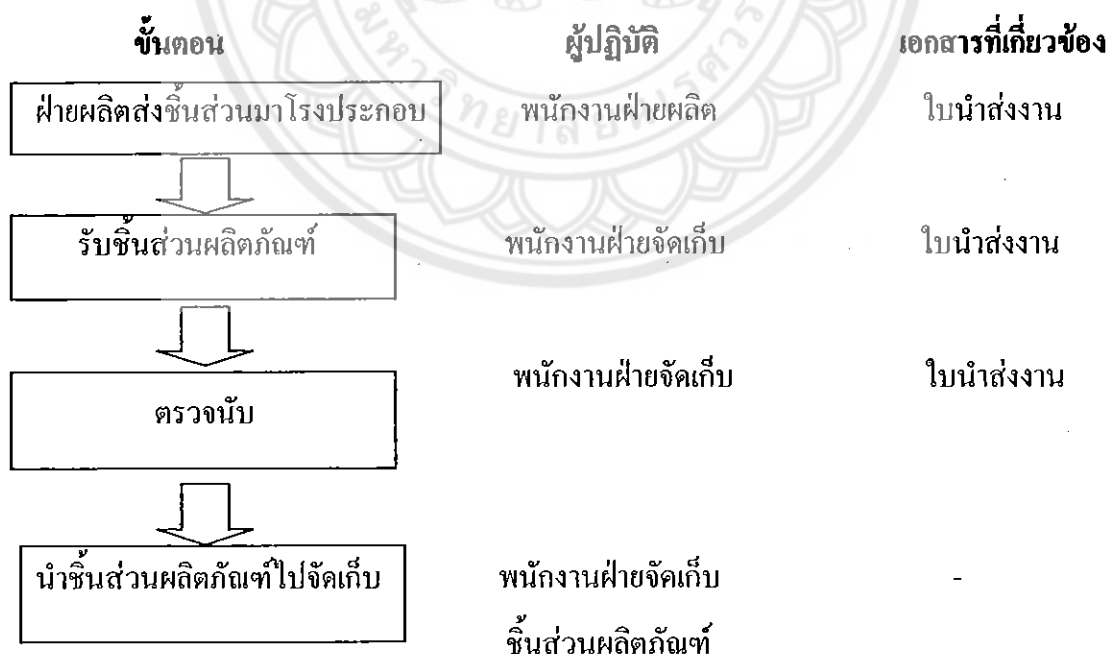 ขั้นตอน ผู้ปฏิบัติ เอกสารที่เกี่ยวข้อง
ฝ่ายผลิตส่งชิ้นส่วนมาโรงประกอบ พนักงานฝ่ายผลิต ใบนำส่งงาน
รับชิ้นส่วนผลิตภัณฑ์ พนักงานฝ่ายจัดเก็บ ใบนำส่งงาน
พนักงานฝ่ายจัดเก็บ ใบนำส่งงาน
ตรวจนับ
นำชิ้นส่วนผลิตภัณฑ์ไปจัดเก็บ พนักงานฝ่ายจัดเก็บ -
ชิ้นส่วนผลิตภัณฑ์